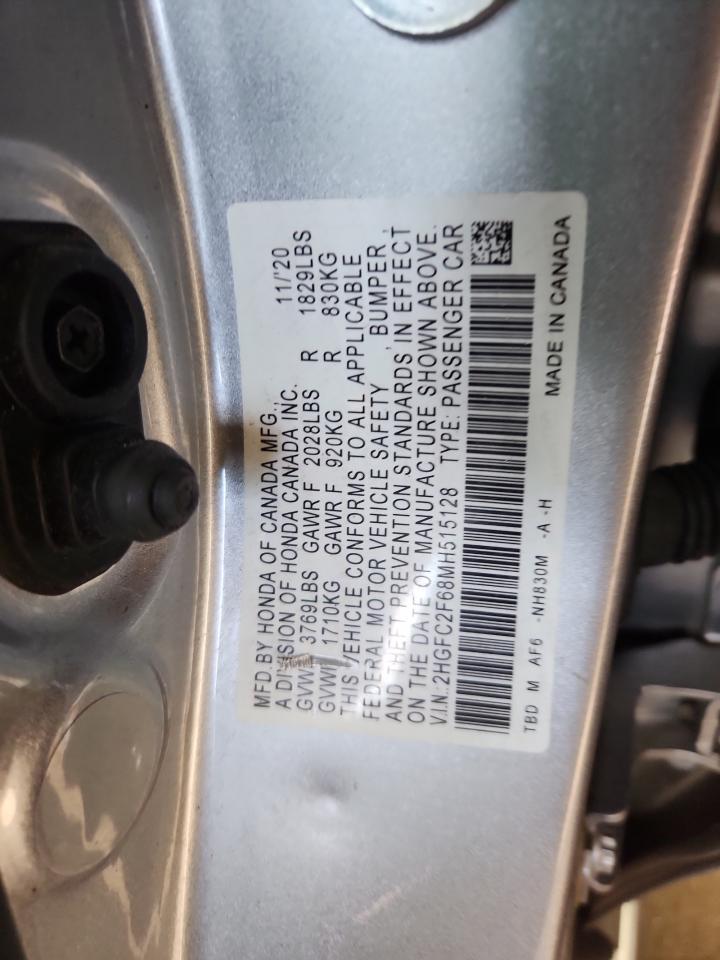 MFD.BY HONDA OF CANADA MFG., 11/'20
A DIVISION OF HONDA CANADA INC.
GVWR 3769LBS GAWR F 2028LBS R 1829LBS
GVWR 1710KG GAWR F 920KG R 830KG
THIS VEHICLE CONFORMS TO ALL APPLICABLE
FEDERAL MOTOR VEHICLE SAFETY , BUMPER ,
AND THEFT PREVENTION STANDARDS IN EFFECT
ON THE DATE OF MANUFACTURE SHOWN ABOVE.
V.I.N.:2HGFC2F68MH515128 TYPE: PASSENGER CAR
TBD M AF6 -NH830M -A -H
MADE IN CANADA